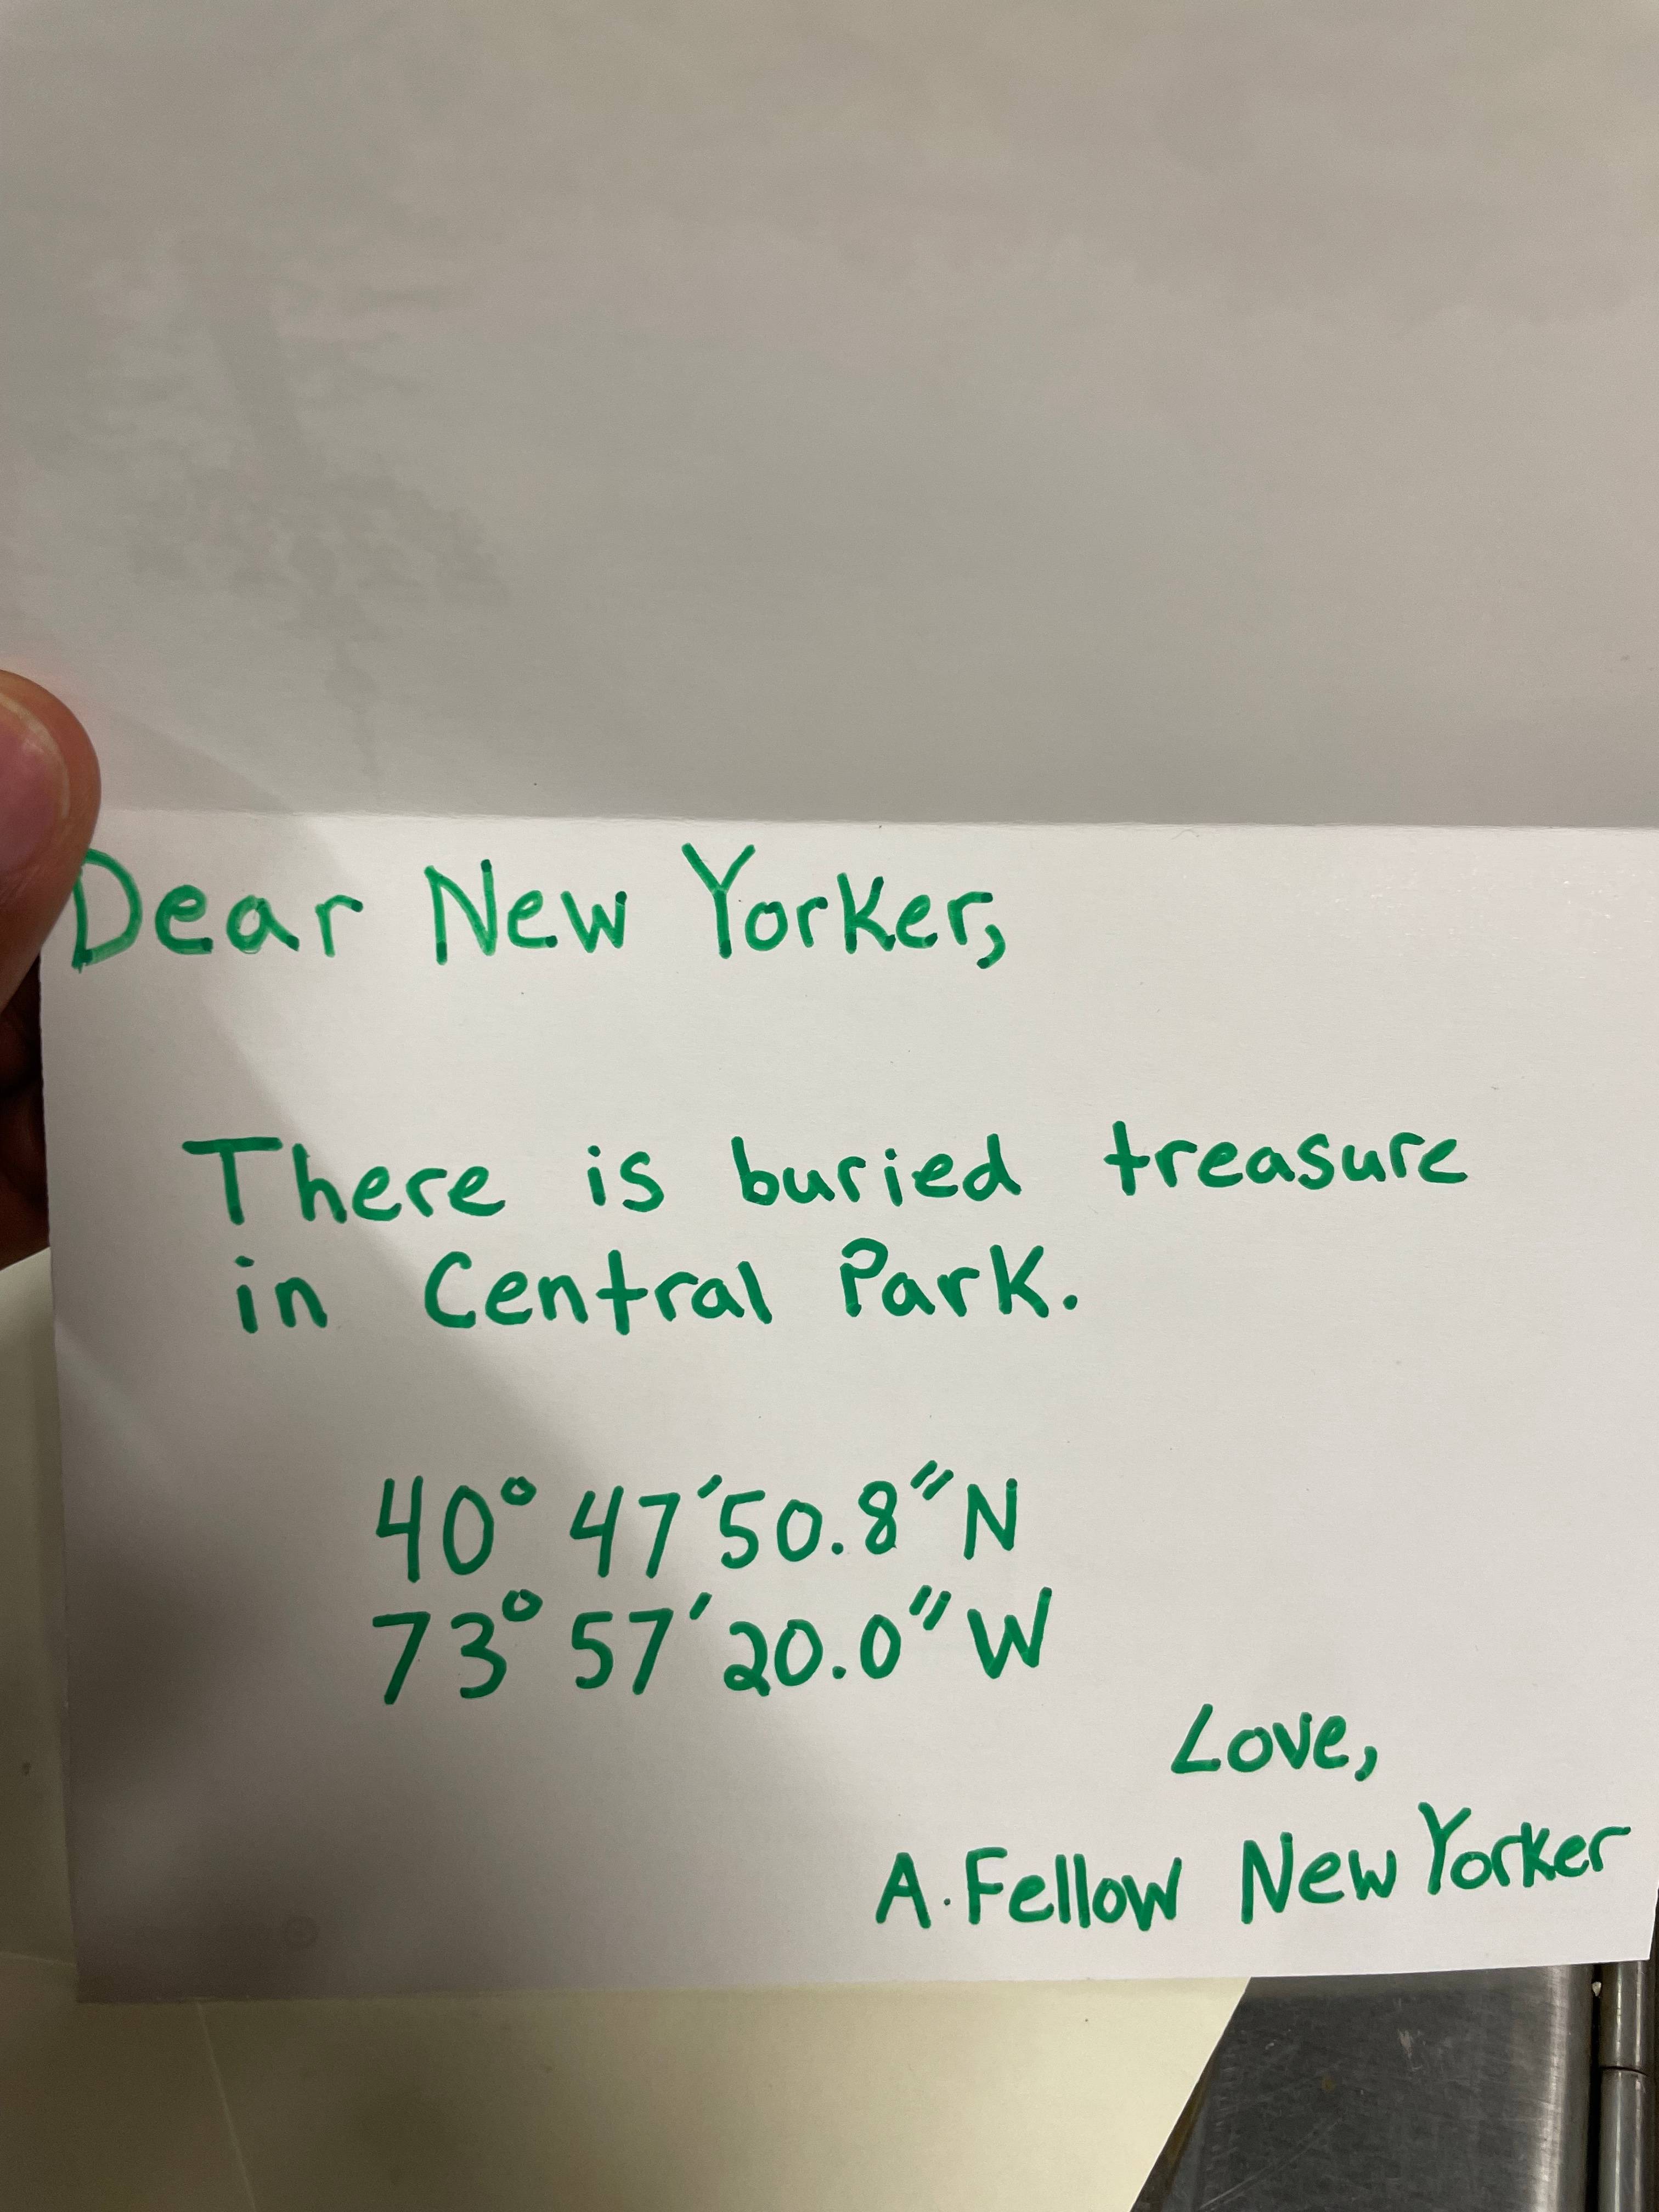 Dear New Yorker,
There is buried treasure
in Central Park.
40° 47'50.8"N
73° 57'20.0"W
Love,
A. Fellow New Yorker